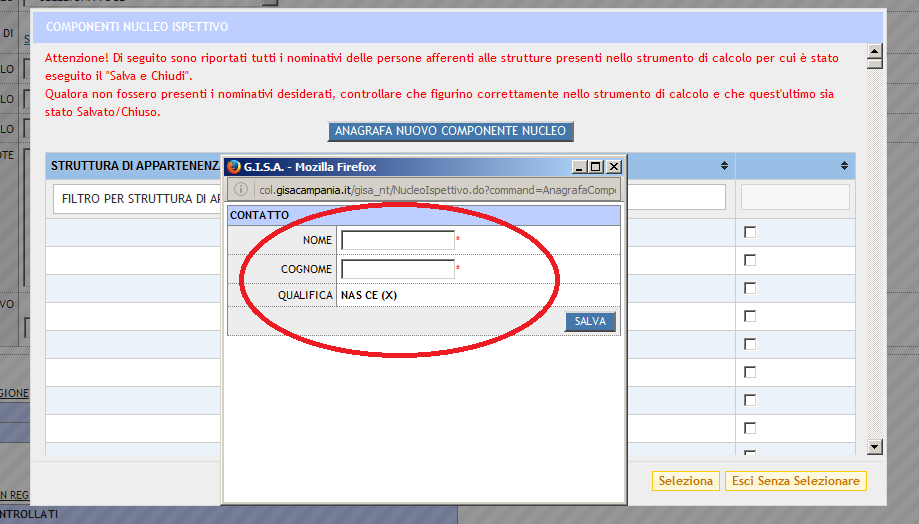 COMPONENTI NUCLEO ISPETTIVO
Attenzione! Di seguito sono riportati tutti i nominativi delle persone afferenti alle strutture presenti nello strumento di calcolo per cui è stato
eseguito il "Salva e Chiudi".
Qualora non fossero presenti i nominativi desiderati, controllare che figurino correttamente nello strumento di calcolo e che quest'ultimo sia
stato Salvato/Chiuso.
ANAGRAFA NUOVO COMPONENTE NUCLEO
STRUTTURA DI APPARTENENZ
FILTRO PER STRUTTURA DI AP
G.I.S.A. - Mozilla Firefox
col.gisacampania.it/gisa_nt/NucleoIspettivo.do?command=AnagrafaCompo
CONTATTO
NOME *
COGNOME *
QUALIFICA NAS CE (X)
SALVA
Seleziona
Esci Senza Selezionare
DI
LO
LO
LO
OTE
VO
GIONE
N REG
NTROLLATI